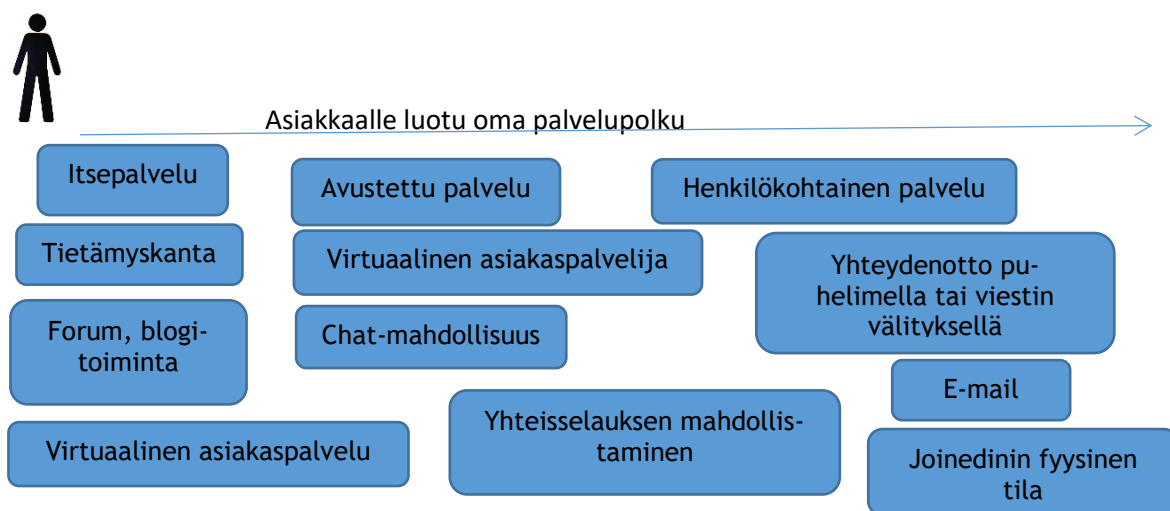 Asiakkaalle luotu oma palvelupolku
Itsepalvelu
Avustettu palvelu
Henkilökohtainen palvelu
Tietämyskanta
Virtuaalinen asiakaspalvelija
Yhteydenotto pu-
helimella tai viestin
välityksellä
Forum, blogi-
toiminta
Chat-mahdollisuus
E-mail
Virtuaalinen asiakaspalvelu
Yhteisselauksen mahdollis-
taminen
Joinedinin fyysinen
tila